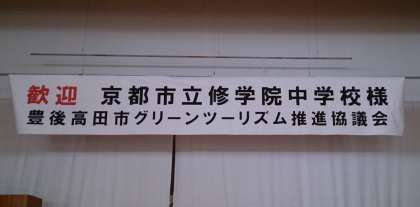 歓迎 京都市立修学院中学校様
豊後高田市グリーンツーリズム推進協議会